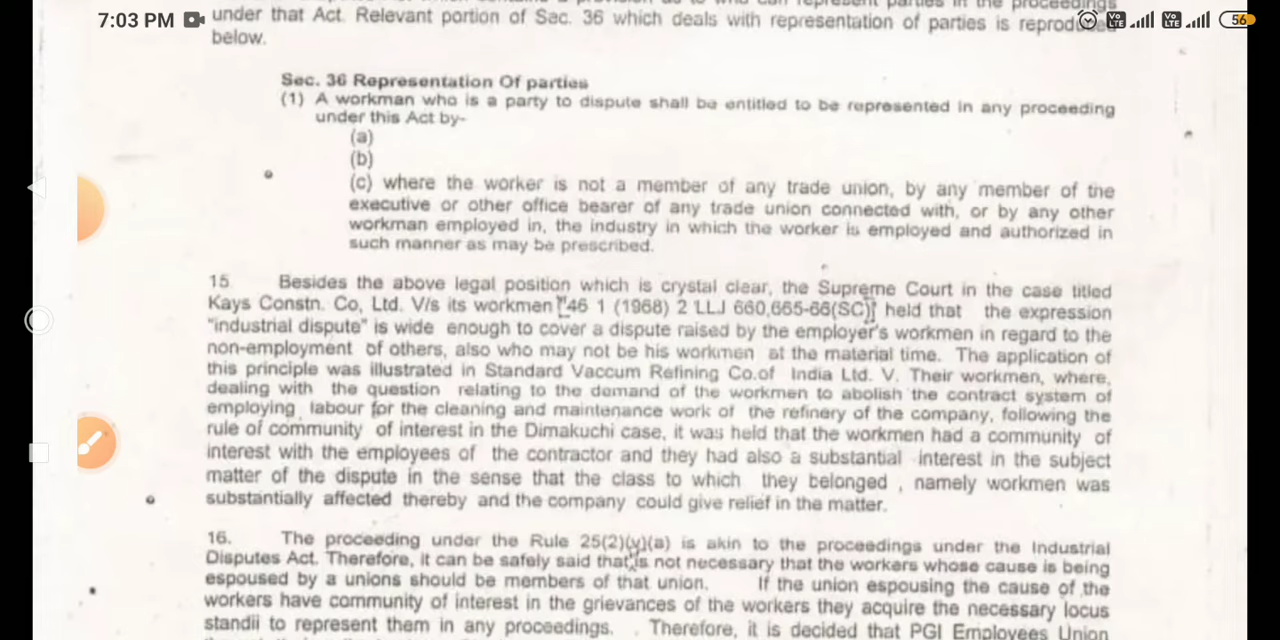 7:03 PM
56
under that Act. Relevant portion of Sec. 36 which deals with representation of parties is reproduced
below.
Sec. 36 Representation Of parties
(1) A workman who is a party to dispute shall be entitled to be represented in any proceeding
under this Act by-
(a)
(b)
(c) where the worker is not a member of any trade union, by any member of the
executive or other office bearer of any trade union connected with, or by any other
workman employed in, the industry in which the worker is employed and authorized in
such manner as may be prescribed.
15 Besides the above legal position which is crystal clear, the Supreme Court in the case titled
Kays Constn. Co, Ltd. V/s its workmen ["46 1 (1968) 2 LLJ 660,665-66(SC)] held that the expression
"industrial dispute" is wide enough to cover a dispute raised by the employer's workmen in regard to the
non-employment of others, also who may not be his workmen at the material time. The application of
this principle was illustrated in Standard Vaccum Refining Co.of India Ltd. V. Their workmen, where,
dealing with the question relating to the demand of the workmen to abolish the contract system of
employing labour for the cleaning and maintenance work of the refinery of the company, following the
rule of community of interest in the Dimakuchi case, it was held that the workmen had a community of
interest with the employees of the contractor and they had also a substantial interest in the subject
matter of the dispute in the sense that the class to which they belonged , namely workmen was
substantially affected thereby and the company could give relief in the matter.
16. The proceeding under the Rule 25(2)(v)(a) is akin to the proceedings under the Industrial
Disputes Act. Therefore, it can be safely said that is not necessary that the workers whose cause is being
espoused by a unions should be members of that union. If the union espousing the cause of the
workers have community of interest in the grievances of the workers they acquire the necessary locus
standii to represent them in any proceedings. Therefore, it is decided that PGI Employees Union